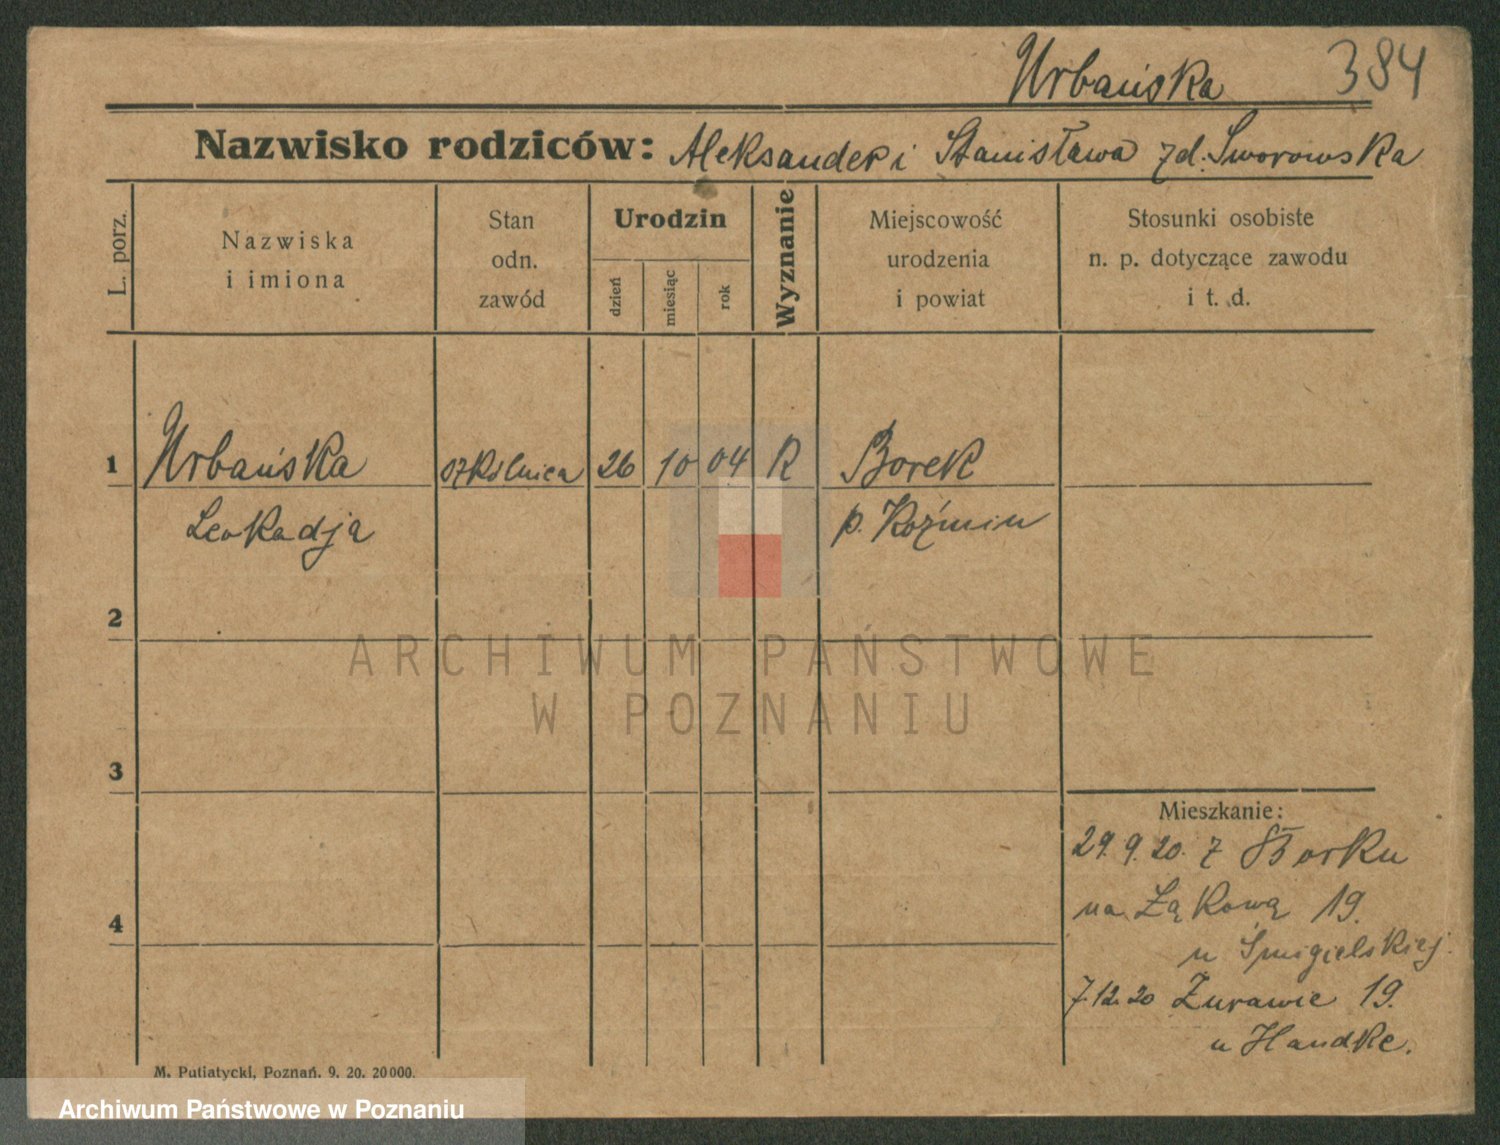 Urbańska 384
Nazwisko rodziców: Aleksander i Stanisława zd. Sworowska
L. porz.
Nazwiska
i imiona
Stan
odn.
zawód
Urodzin
dzień
miesiąc
rok
Wyznanie
Miejscowość
urodzenia
i powiat
Stosunki osobiste
n. p. dotyczące zawodu
i t. d.
1 Urbańska szkolnica 26 10 04 R Borek
Leokadja p. Koźmin
2
3
4
Mieszkanie:
29. 9. 20. z Borku
na Łąkową 19.
u Śmigielskiej.
7.12.20 Żurawie 19.
u Handke.
M. Putiatycki, Poznań. 9. 20. 20000.
ARCHIWUM PAŃSTWOWE
W POZNANIU
Archiwum Państwowe w Poznaniu